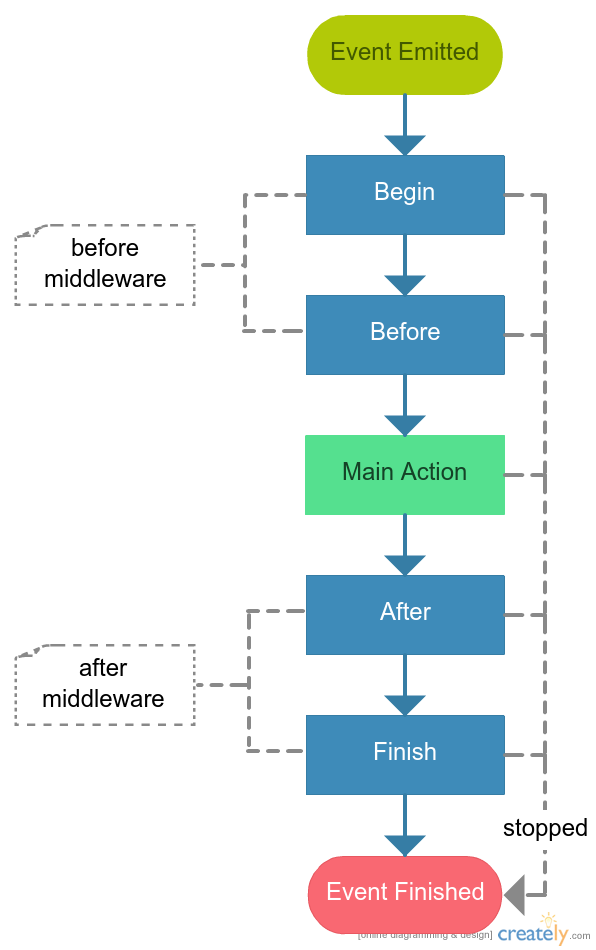 Event Emitted
Begin
before
middleware
Before
Main Action
After
after
middleware
Finish
stopped
Event Finished
[online diagramming & design] creately.com